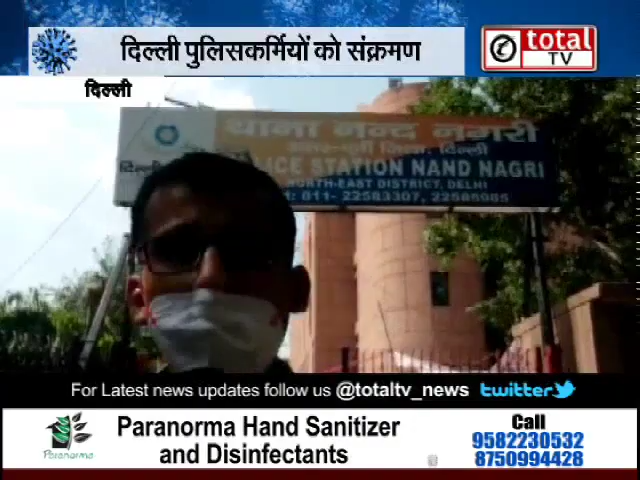 दिल्ली पुलिसकर्मियों को संक्रमण
total
TV
दिल्ली
थाना नन्द नगरी
POLICE STATION NAND NAGRI
NORTH-EAST DISTRICT, DELHI
011- 22583307, 22585985
For Latest news updates follow us @totaltv_news twitter
Paranorma Hand Sanitizer
and Disinfectants
Paranorma
Call
9582230532
8750994428